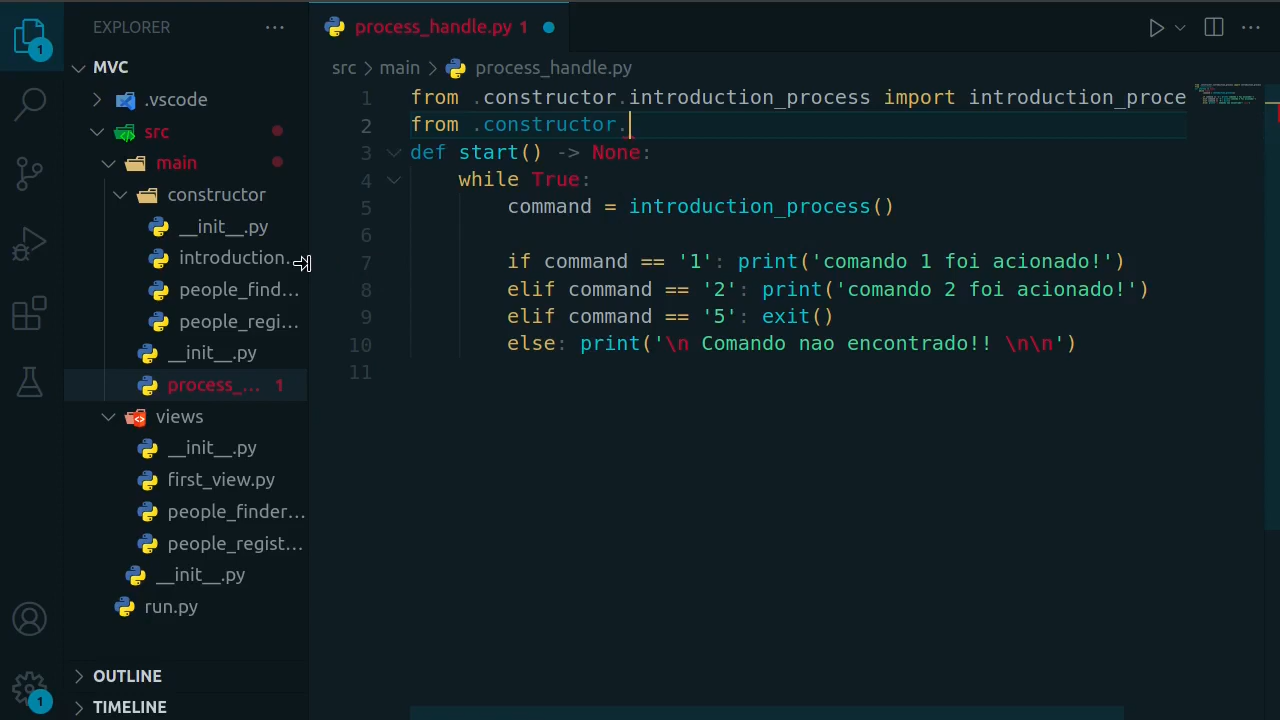 EXPLORER
process_handle.py 1
MVC
src > main > process_handle.py
.vscode
src
main
constructor
__init__.py
introduction.
people_find...
people_regi...
__init__.py
process_... 1
views
__init__.py
first_view.py
people_finder...
people_regist...
__init__.py
run.py
OUTLINE
TIMELINE
1
1
1 from .constructor.introduction_process import introduction_proce
2 from .constructor.
3 def start() -> None:
4 while True:
5 command = introduction_process()
6
7 if command == '1': print('comando 1 foi acionado!')
8 elif command == '2': print('comando 2 foi acionado!')
9 elif command == '5': exit()
10 else: print('\n Comando nao encontrado!! \n\n')
11